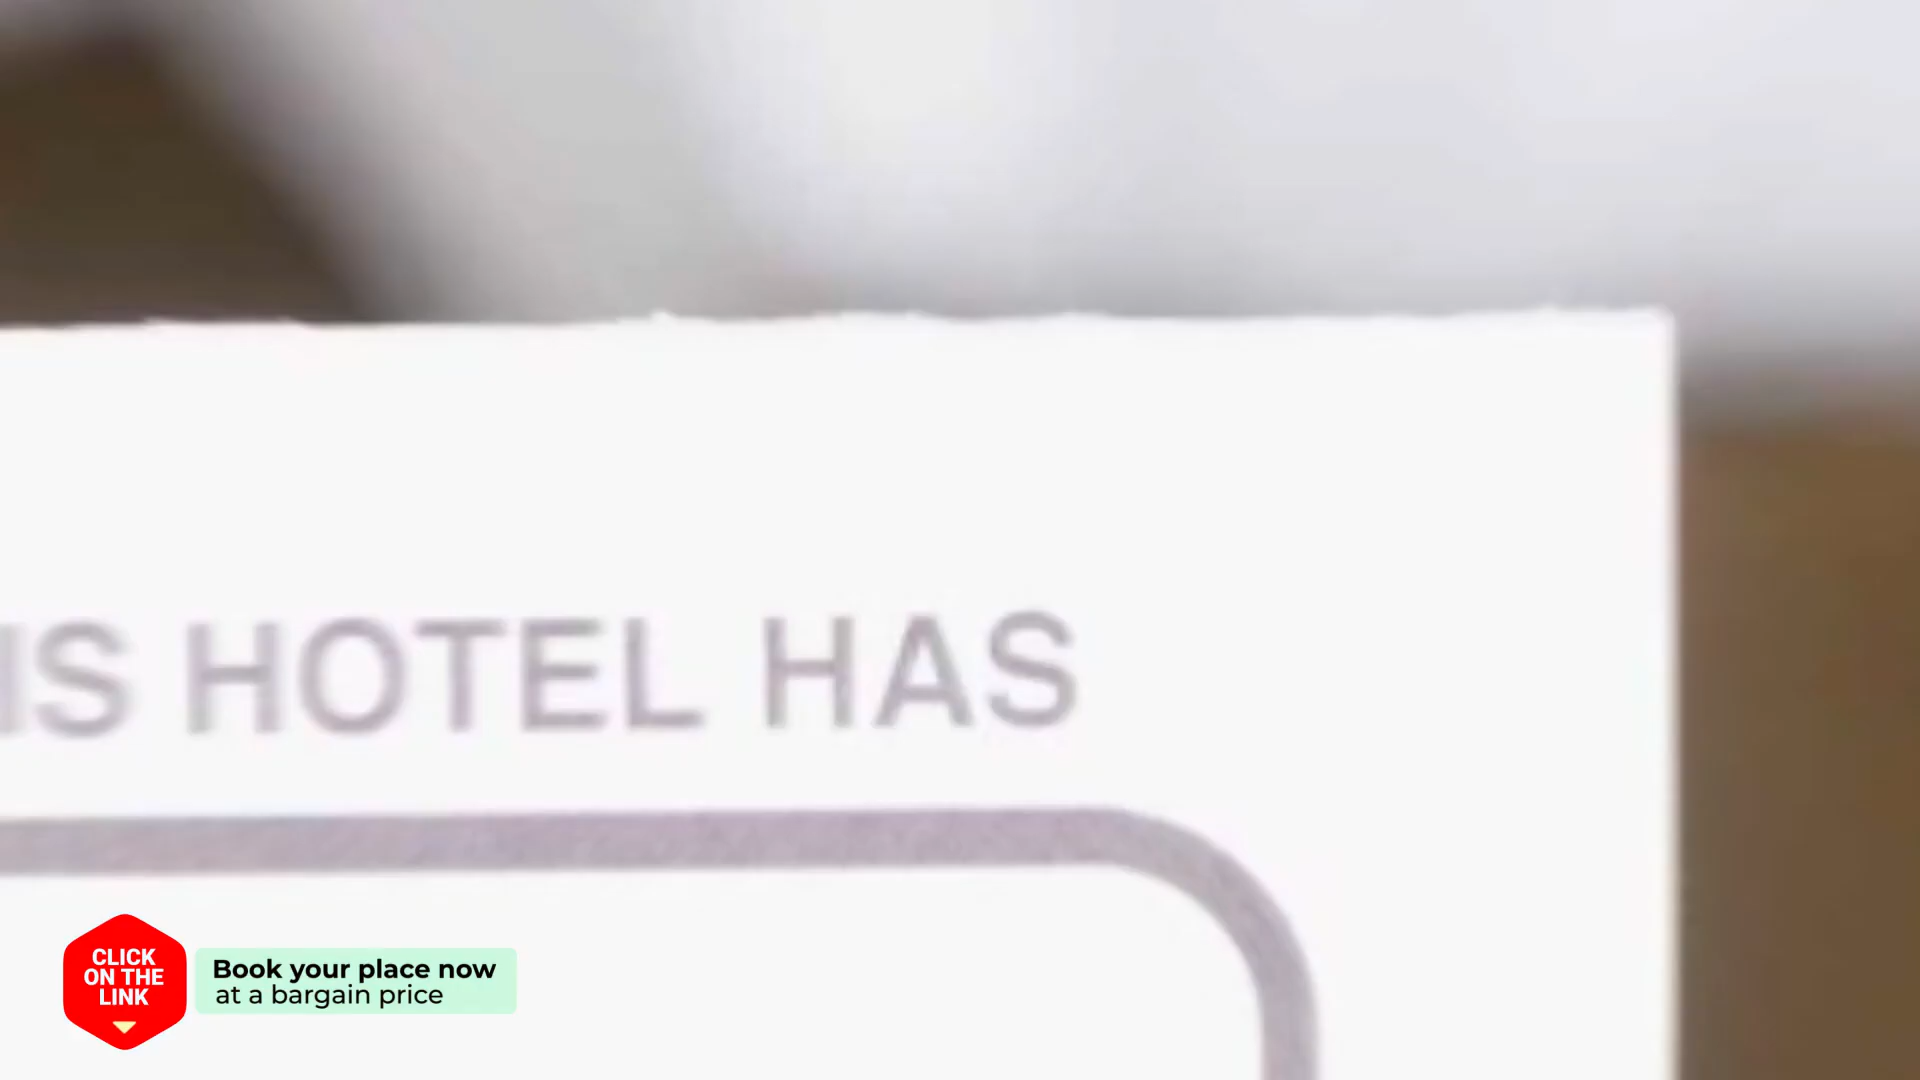 HOTEL HAS
CLICK
ON THE
LINK
Book your place now
at a bargain price